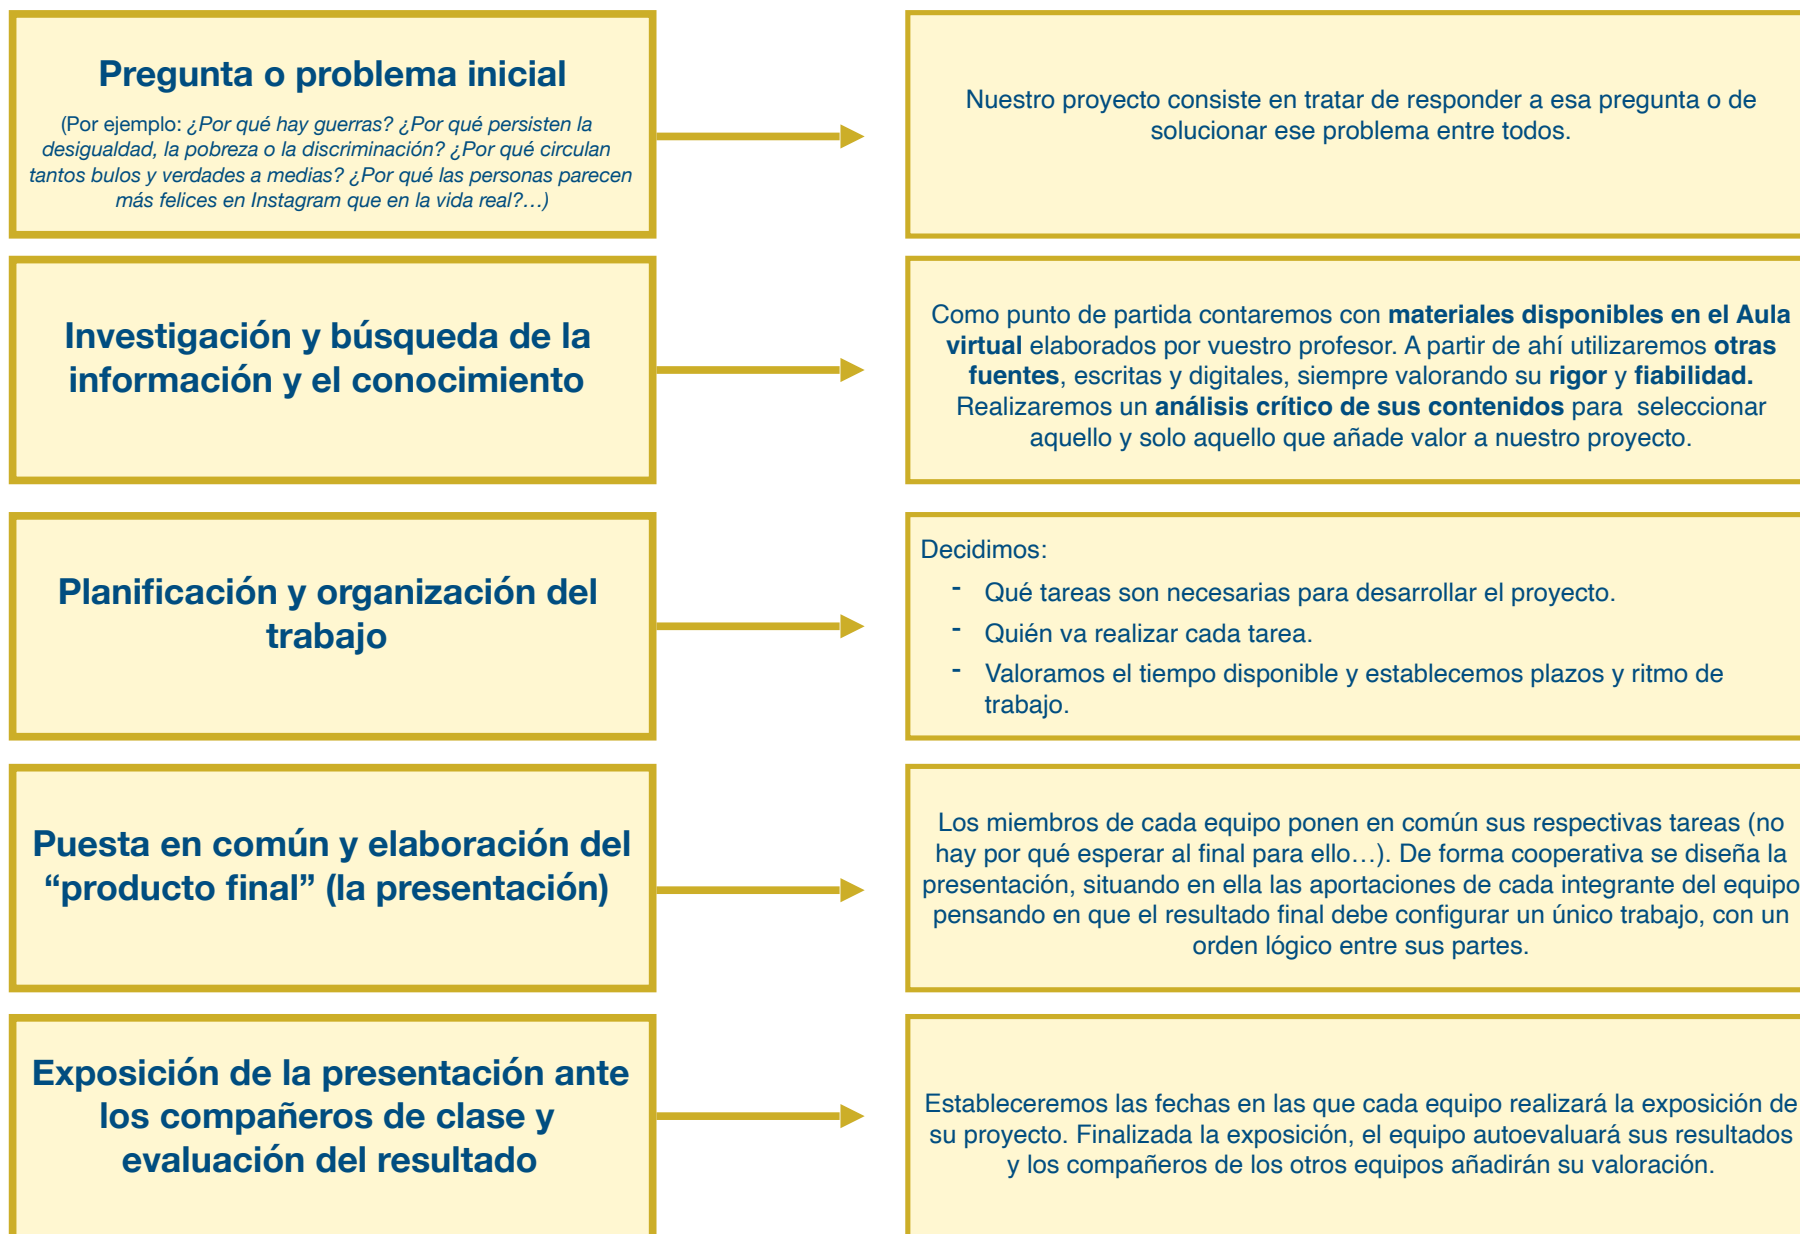 Pregunta o problema inicial
(Por ejemplo: ¿Por qué hay guerras? ¿Por qué persisten la
desigualdad, la pobreza o la discriminación? ¿Por qué circulan
tantos bulos y verdades a medias? ¿Por qué las personas parecen
más felices en Instagram que en la vida real?…)
Nuestro proyecto consiste en tratar de responder a esa pregunta o de
solucionar ese problema entre todos.
Investigación y búsqueda de la
información y el conocimiento
Como punto de partida contaremos con materiales disponibles en el Aula
virtual elaborados por vuestro profesor. A partir de ahí utilizaremos otras
fuentes, escritas y digitales, siempre valorando su rigor y fiabilidad.
Realizaremos un análisis crítico de sus contenidos para seleccionar
aquello y solo aquello que añade valor a nuestro proyecto.
Planificación y organización del
trabajo
Decidimos:
- Qué tareas son necesarias para desarrollar el proyecto.
- Quién va realizar cada tarea.
- Valoramos el tiempo disponible y establecemos plazos y ritmo de
trabajo.
Puesta en común y elaboración del
“producto final” (la presentación)
Los miembros de cada equipo ponen en común sus respectivas tareas (no
hay por qué esperar al final para ello…). De forma cooperativa se diseña la
presentación, situando en ella las aportaciones de cada integrante del equipo
pensando en que el resultado final debe configurar un único trabajo, con un
orden lógico entre sus partes.
Exposición de la presentación ante
los compañeros de clase y
evaluación del resultado
Estableceremos las fechas en las que cada equipo realizará la exposición de
su proyecto. Finalizada la exposición, el equipo autoevaluará sus resultados
y los compañeros de los otros equipos añadirán su valoración.